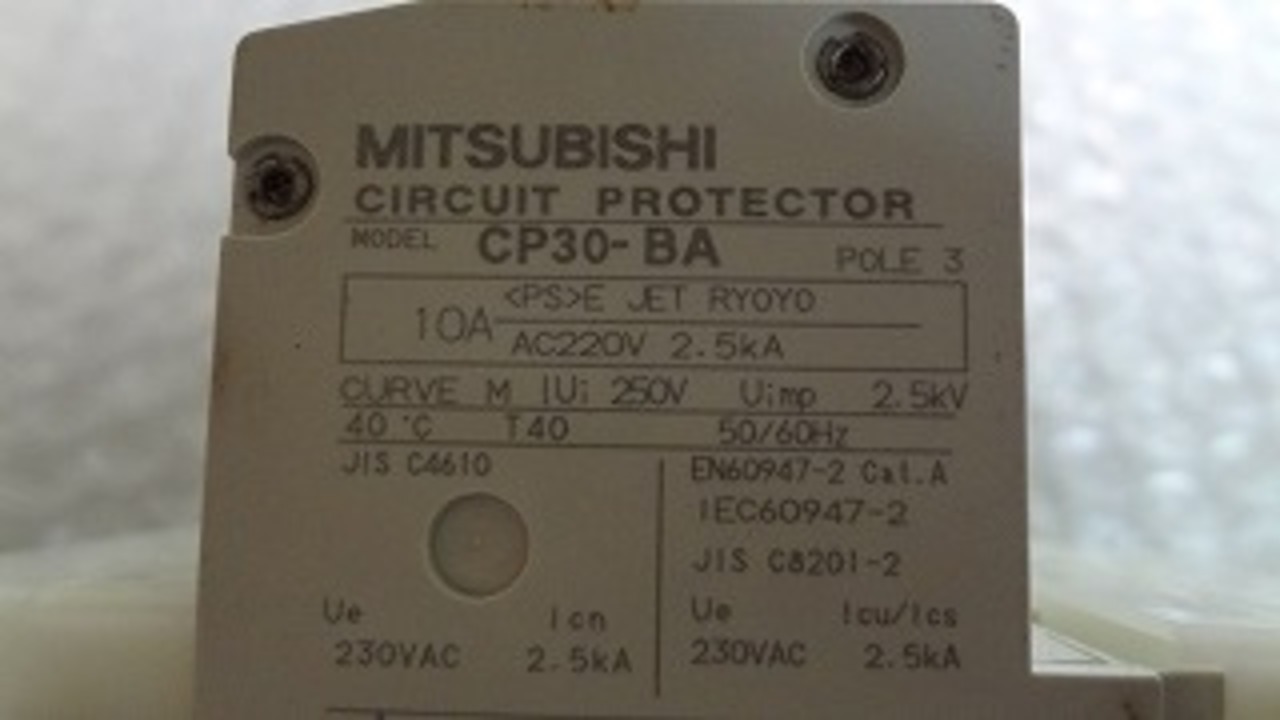 MITSUBISHI
CIRCUIT PROTECTOR
MODEL CP30-BA POLE 3
<PS>E JET RYOYO
10A
AC220V 2.5kA
CURVE M Ui 250V Uimp 2.5kV
40°C T40 50/60Hz
JIS C4610
EN60947-2 Cat.A
IEC60947-2
JIS C8201-2
Ue Icn
230VAC 2.5kA
Ue Icu/Ics
230VAC 2.5kA